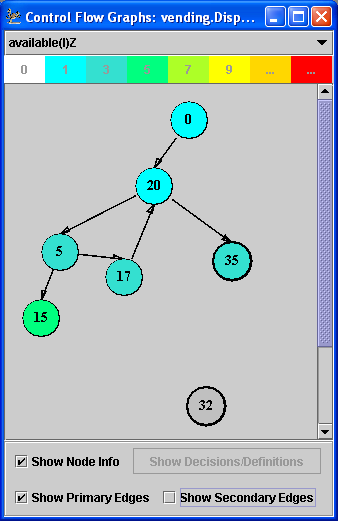 Control Flow Graphs: vending.Disp...
available(I)Z
0 1 3 5 7 9 ... ...
0
20
5
17
35
15
32
Show Node Info Show Decisions/Definitions
Show Primary Edges Show Secondary Edges